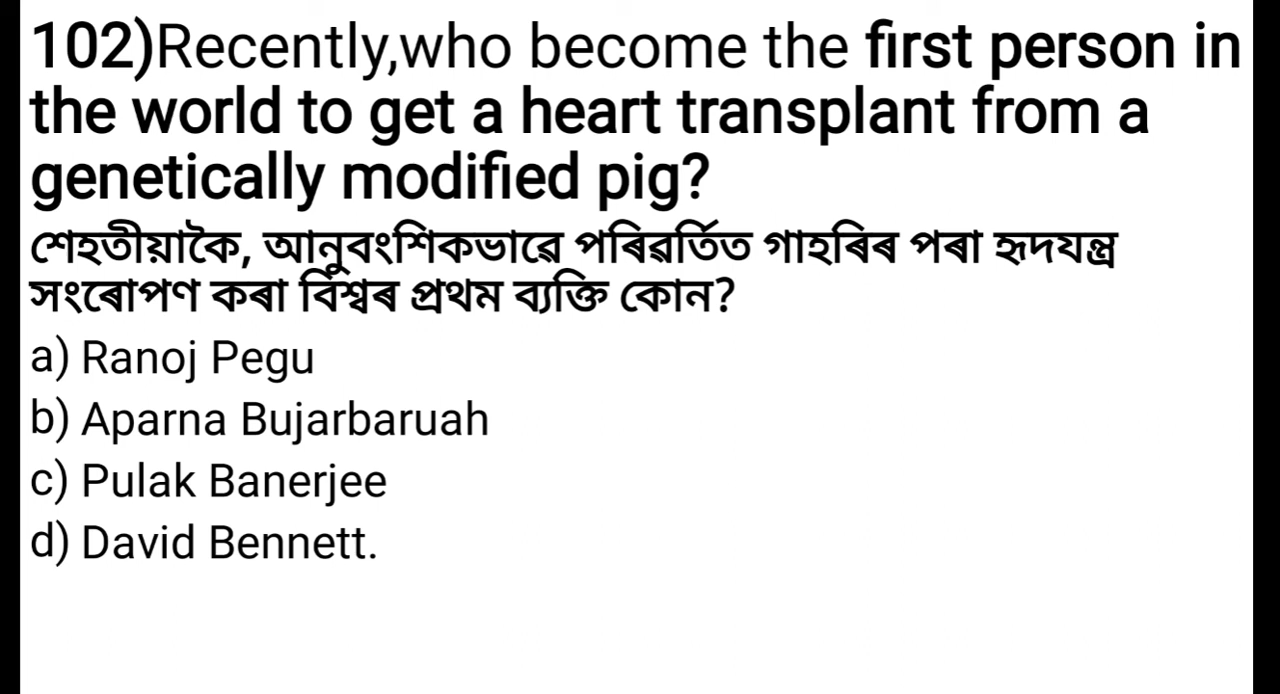 102)Recently,who become the first person in
the world to get a heart transplant from a
genetically modified pig?
শেহতীয়াকৈ, আনুবংশিকভাৱে পৰিৱৰ্তিত গাহৰিৰ পৰা হৃদযন্ত্ৰ
সংৰোপণ কৰা বিশ্বৰ প্ৰথম ব্যক্তি কোন?
a) Ranoj Pegu
b) Aparna Bujarbaruah
c) Pulak Banerjee
d) David Bennett.